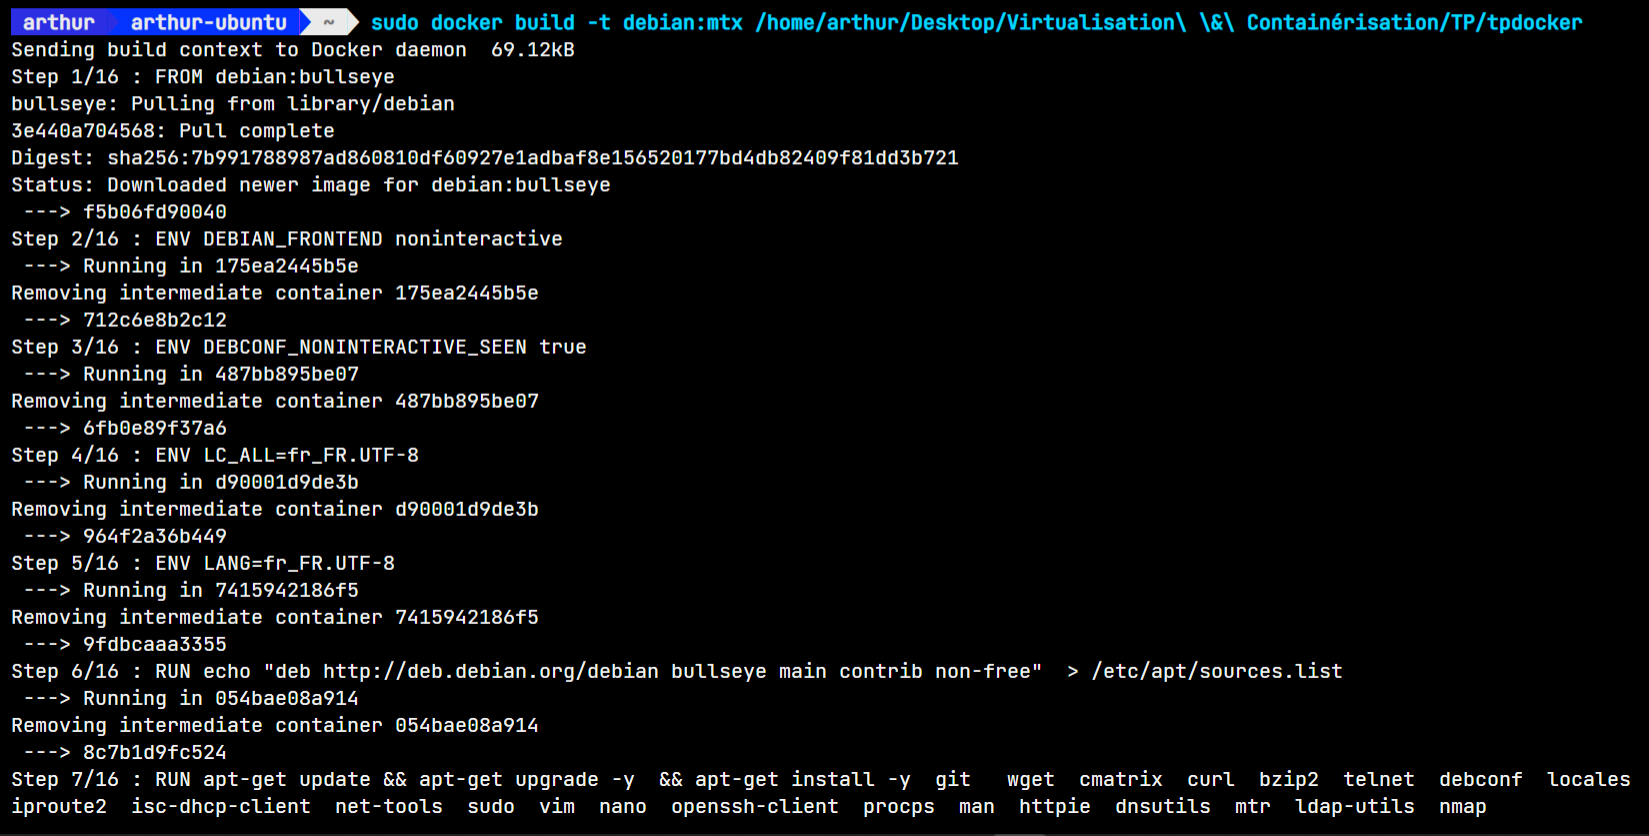 arthur arthur-ubuntu ~ sudo docker build -t debian:mtx /home/arthur/Desktop/Virtualisation\ \&\ Containérisation/TP/tpdocker
Sending build context to Docker daemon  69.12kB
Step 1/16 : FROM debian:bullseye
bullseye: Pulling from library/debian
3e440a704568: Pull complete
Digest: sha256:7b991788987ad860810df60927e1adbaf8e156520177bd4db82409f81dd3b721
Status: Downloaded newer image for debian:bullseye
 ---> f5b06fd90040
Step 2/16 : ENV DEBIAN_FRONTEND noninteractive
 ---> Running in 175ea2445b5e
Removing intermediate container 175ea2445b5e
 ---> 712c6e8b2c12
Step 3/16 : ENV DEBCONF_NONINTERACTIVE_SEEN true
 ---> Running in 487bb895be07
Removing intermediate container 487bb895be07
 ---> 6fb0e89f37a6
Step 4/16 : ENV LC_ALL=fr_FR.UTF-8
 ---> Running in d90001d9de3b
Removing intermediate container d90001d9de3b
 ---> 964f2a36b449
Step 5/16 : ENV LANG=fr_FR.UTF-8
 ---> Running in 7415942186f5
Removing intermediate container 7415942186f5
 ---> 9fdbcaaa3355
Step 6/16 : RUN echo "deb http://deb.debian.org/debian bullseye main contrib non-free"  > /etc/apt/sources.list
 ---> Running in 054bae08a914
Removing intermediate container 054bae08a914
 ---> 8c7b1d9fc524
Step 7/16 : RUN apt-get update && apt-get upgrade -y  && apt-get install -y  git   wget  cmatrix  curl  bzip2  telnet  debconf  locales
iproute2  isc-dhcp-client  net-tools  sudo  vim  nano  openssh-client  procps  man  httpie  dnsutils  mtr  ldap-utils  nmap